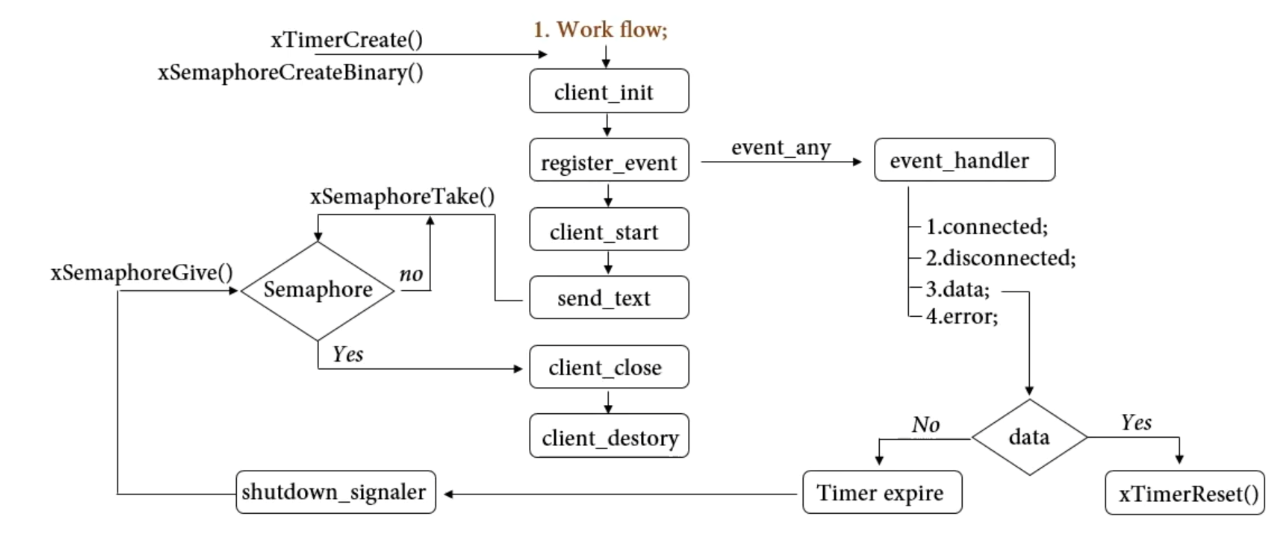 1. Work flow;
xTimerCreate()
xSemaphoreCreateBinary()
client_init
register_event
event_any
event_handler
xSemaphoreTake()
client_start
1.connected;
2.disconnected;
xSemaphoreGive()
Semaphore
no
send_text
3.data;
4.error;
Yes
client_close
client_destory
No
data
Yes
shutdown_signaler
Timer expire
xTimerReset()